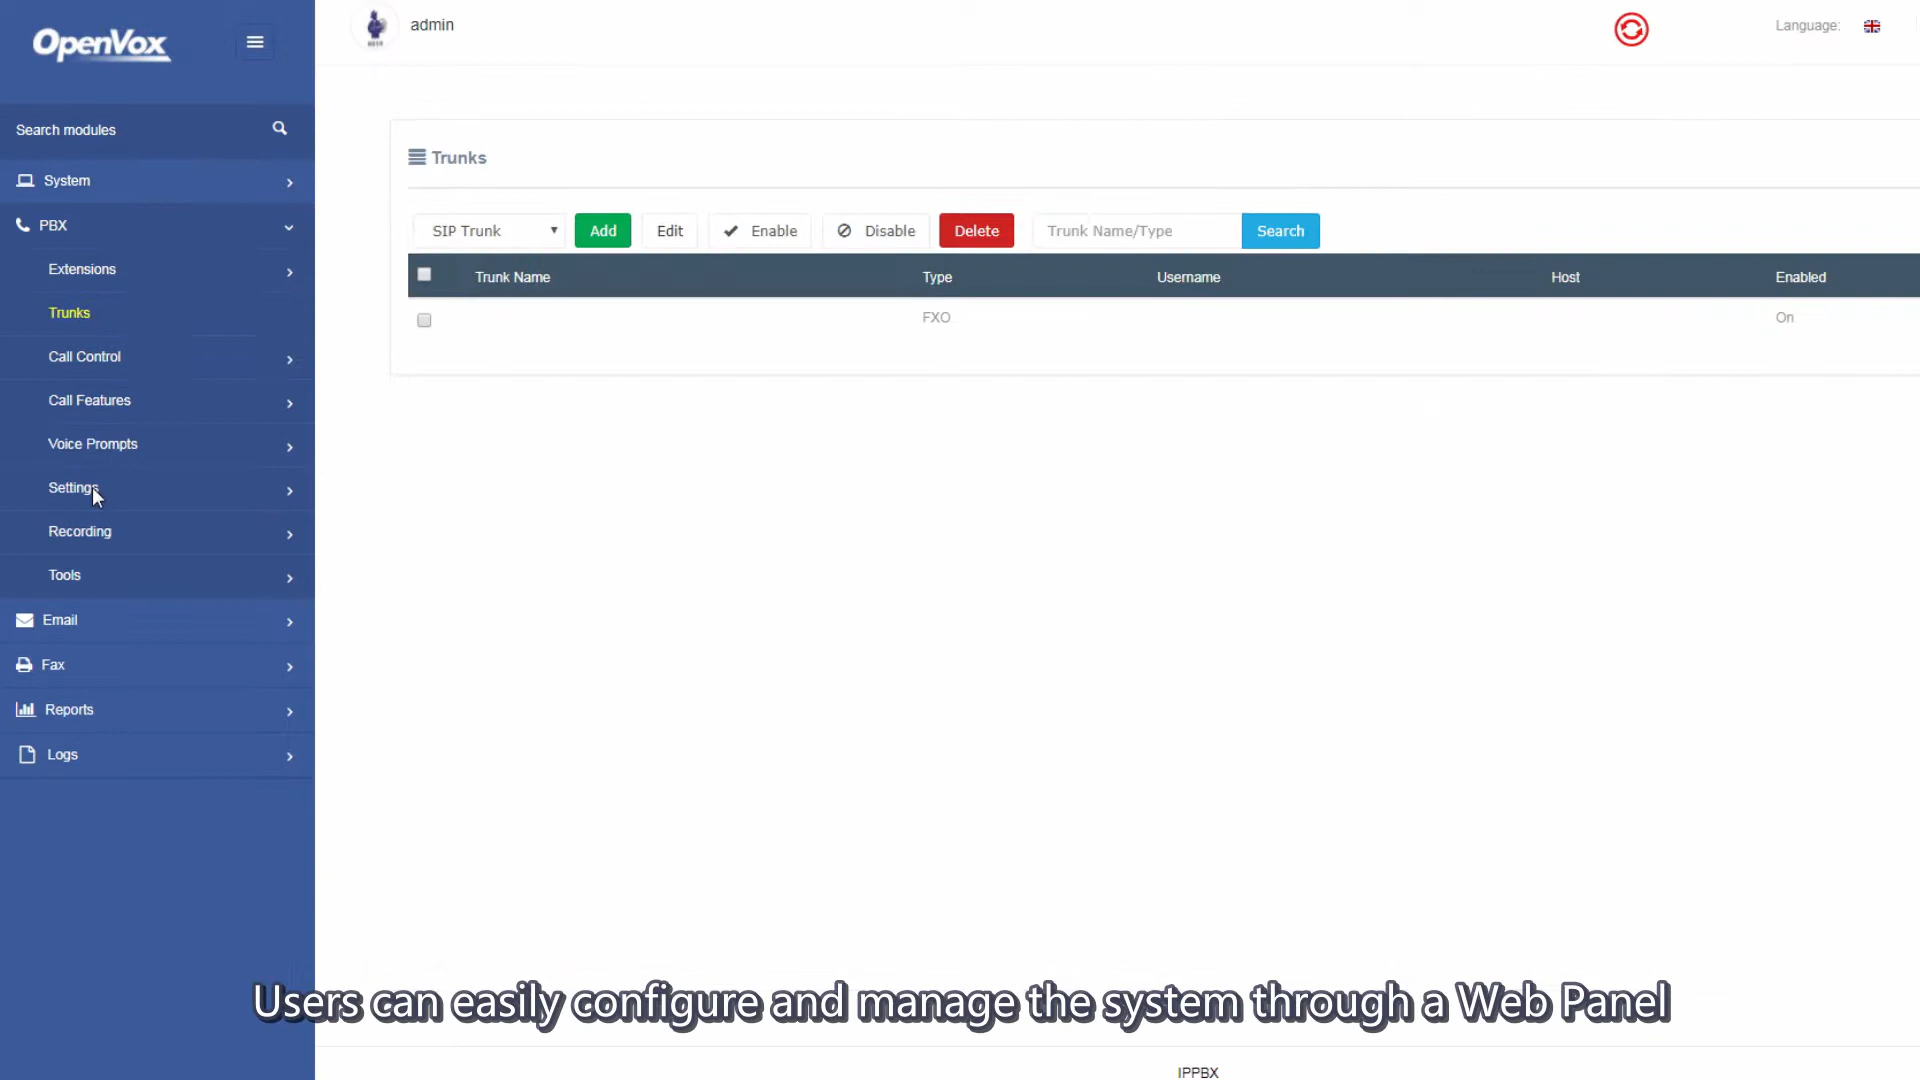 OpenVox
admin
Language:
Search modules
System
PBX
Extensions
Trunks
Call Control
Call Features
Voice Prompts
Settings
Recording
Tools
Email
Fax
Reports
Logs
Trunks
SIP Trunk Add Edit Enable Disable Delete Trunk Name/Type Search
Trunk Name Type Username Host Enabled
FXO On
Users can easily configure and manage the system through a Web Panel
IPPBX